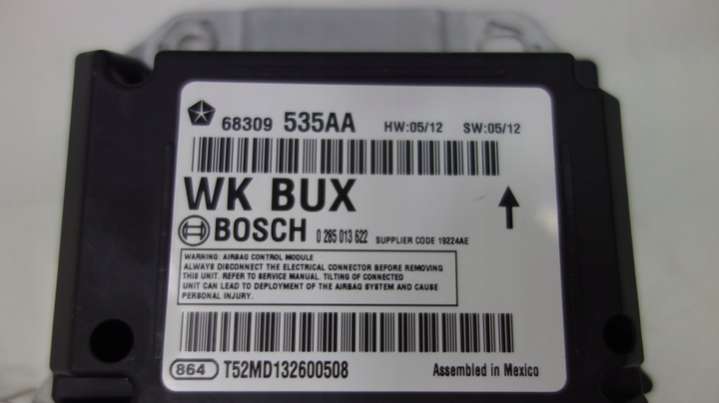 68309 535AA HW:05/12 SW:05/12
WK BUX
BOSCH 0 285 013 622 SUPPLIER CODE 19224AE
WARNING: AIRBAG CONTROL MODULE
ALWAYS DISCONNECT THE ELECTRICAL CONNECTOR BEFORE REMOVING
THIS UNIT. REFER TO SERVICE MANUAL. TILTING OF CONNECTED
UNIT CAN LEAD TO DEPLOYMENT OF THE AIRBAG SYSTEM AND CAUSE
PERSONAL INJURY.
864 T52MD132600508 Assembled in Mexico